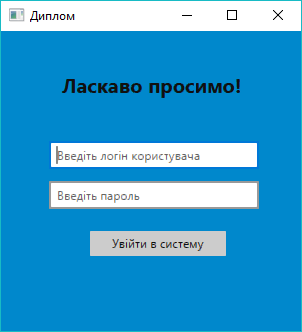 Диплом
Ласкаво просимо!
Введіть логін користувача
Введіть пароль
Увійти в систему